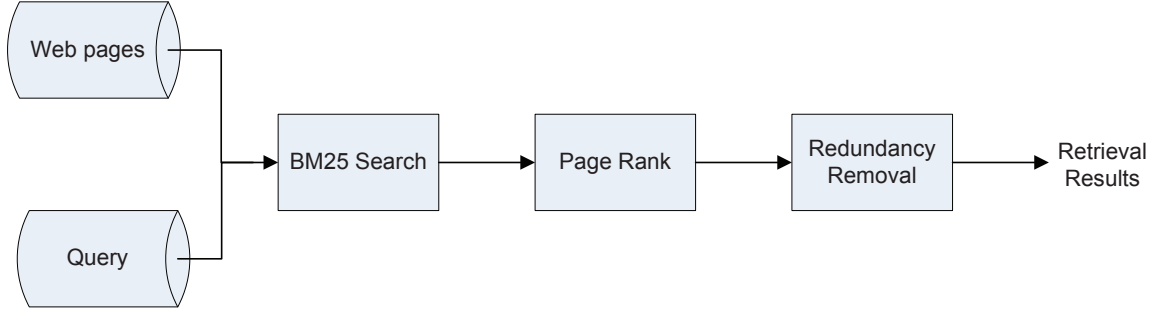 Web pages
Query
BM25 Search
Page Rank
Redundancy
Removal
Retrieval
Results